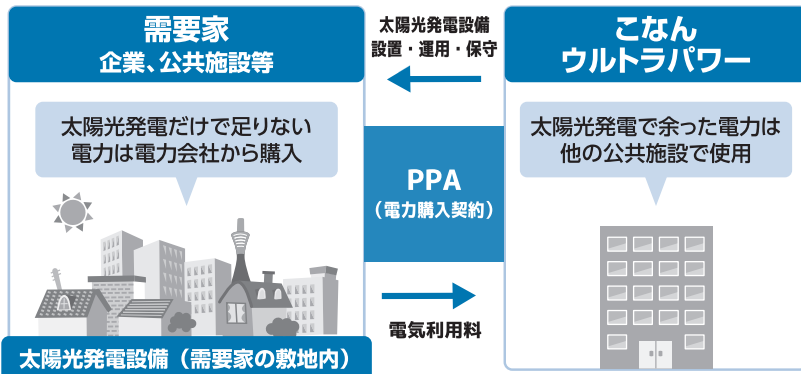 需要家
企業、公共施設等
太陽光発電設備
設置・運用・保守
こなん
ウルトラパワー
太陽光発電だけで足りない
電力は電力会社から購入
太陽光発電で余った電力は
他の公共施設で使用
PPA
（電力購入契約）
電気利用料
太陽光発電設備（需要家の敷地内）